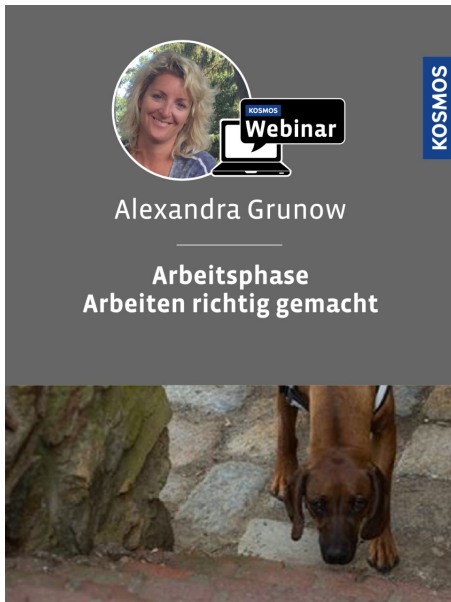 KOSMOS
Webinar
KOSMOS
Alexandra Grunow
Arbeitsphase
Arbeiten richtig gemacht